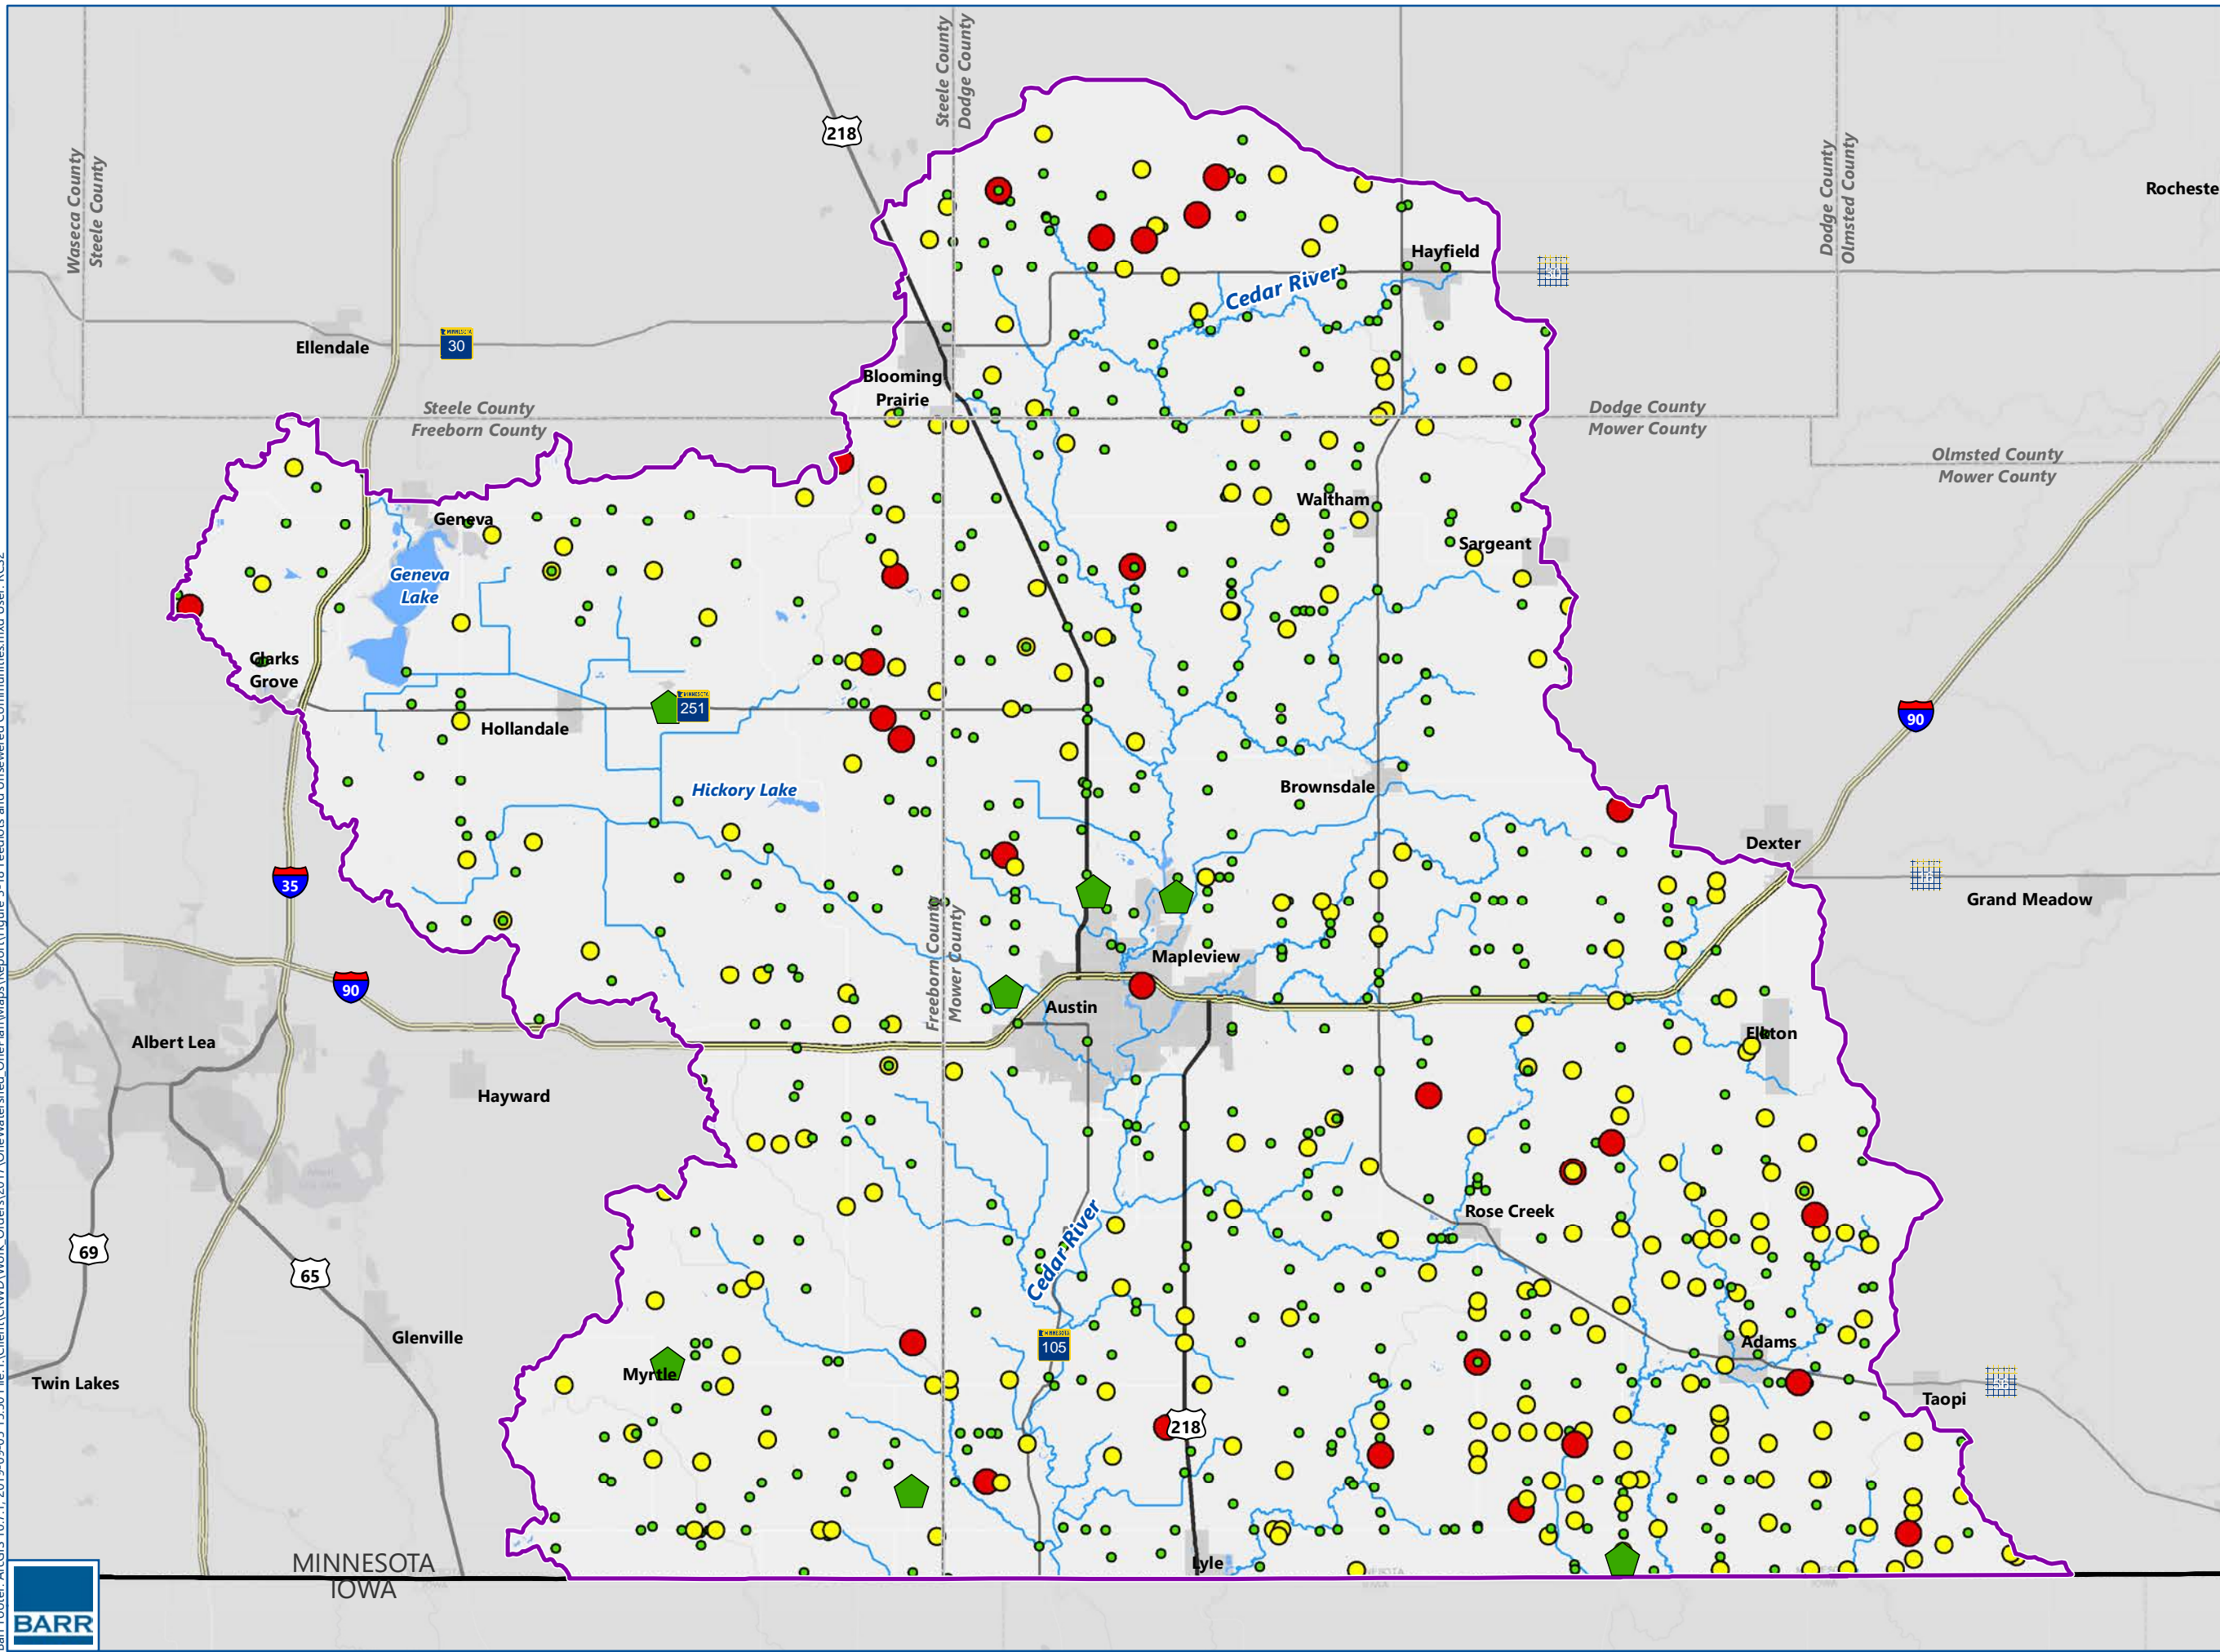 Steele County
Dodge County
218
Waseca County
Steele County
Dodge County
Olmsted County
Rocheste
Hayfield
Cedar River
MINNESOTA
30
Ellendale
Blooming
Prairie
Steele County
Freeborn County
Dodge County
Mower County
Olmsted County
Mower County
Geneva
Waltham
Sargeant
Geneva
Lake
Clarks
Grove
MINNESOTA
251
Hollandale
90
Hickory Lake
Brownsdale
Dexter
35
Grand Meadow
Freeborn County
Mower County
Mapleview
90
Austin
Albert Lea
Elkton
Hayward
69
65
Rose Creek
Cedar River
Glenville
MINNESOTA
105
Adams
Myrtle
Twin Lakes
Taopi
218
Lyle
MINNESOTA
IOWA
BARR